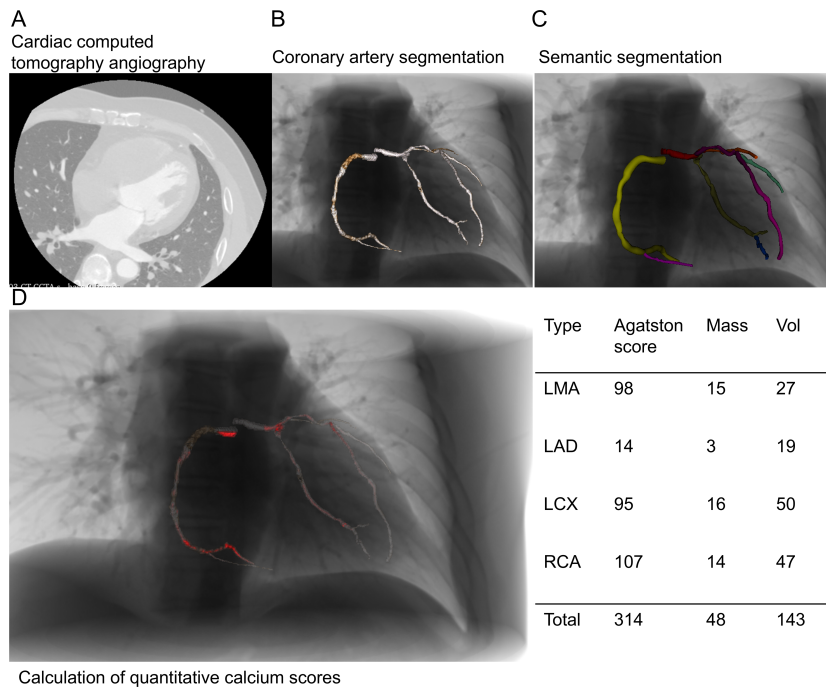 A
Cardiac computed
tomography angiography
B
Coronary artery segmentation
C
Semantic segmentation
D
Type Agatston score Mass Vol
LMA 98 15 27
LAD 14 3 19
LCX 95 16 50
RCA 107 14 47
Total 314 48 143
Calculation of quantitative calcium scores